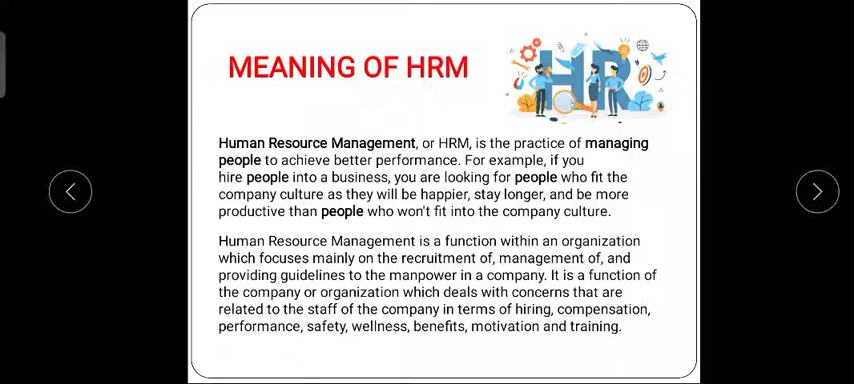 MEANING OF HRM
HR
Human Resource Management, or HRM, is the practice of managing
people to achieve better performance. For example, if you
hire people into a business, you are looking for people who fit the
company culture as they will be happier, stay longer, and be more
productive than people who won't fit into the company culture.
Human Resource Management is a function within an organization
which focuses mainly on the recruitment of, management of, and
providing guidelines to the manpower in a company. It is a function of
the company or organization which deals with concerns that are
related to the staff of the company in terms of hiring, compensation,
performance, safety, wellness, benefits, motivation and training.